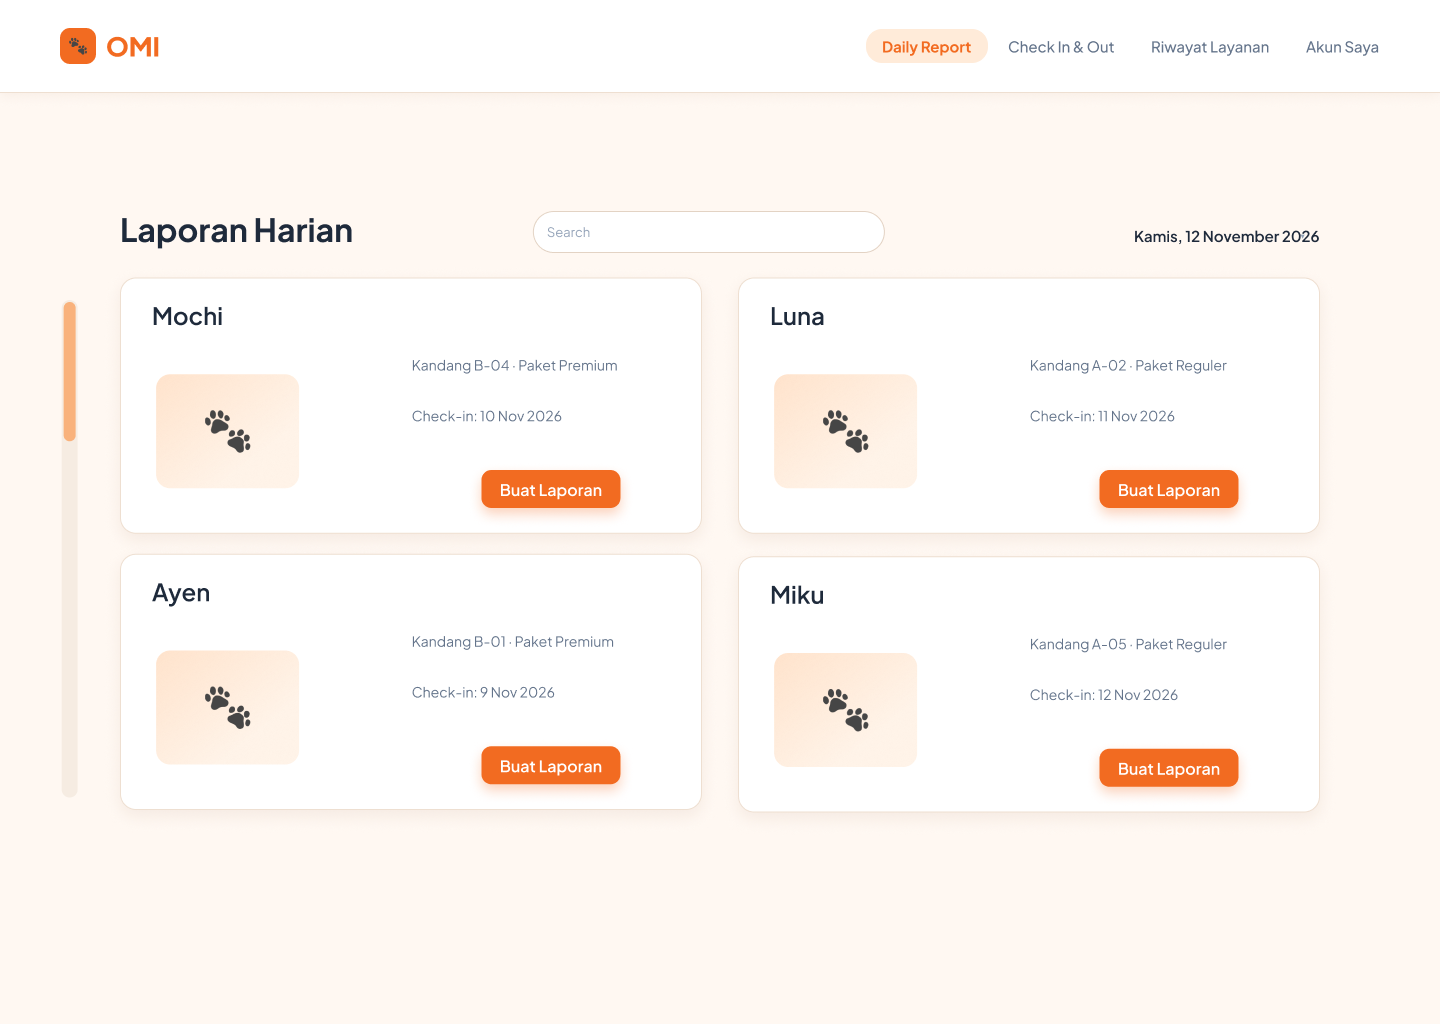 OMI
Daily Report
Check In & Out
Riwayat Layanan
Akun Saya
Laporan Harian
Search
Kamis, 12 November 2026
Mochi
Kandang B-04 · Paket Premium
Check-in: 10 Nov 2026
Buat Laporan
Luna
Kandang A-02 · Paket Reguler
Check-in: 11 Nov 2026
Buat Laporan
Ayen
Kandang B-01 · Paket Premium
Check-in: 9 Nov 2026
Buat Laporan
Miku
Kandang A-05 · Paket Reguler
Check-in: 12 Nov 2026
Buat Laporan